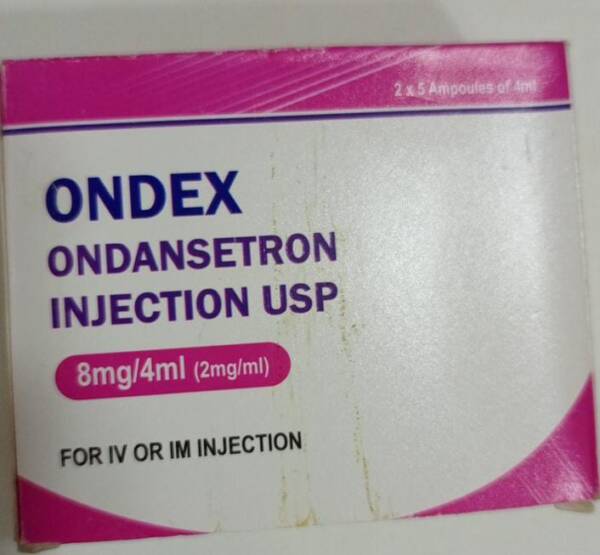 2 x 5 Ampoules of 4ml
ONDEX
ONDANSETRON
INJECTION USP
8mg/4ml (2mg/ml)
FOR IV OR IM INJECTION